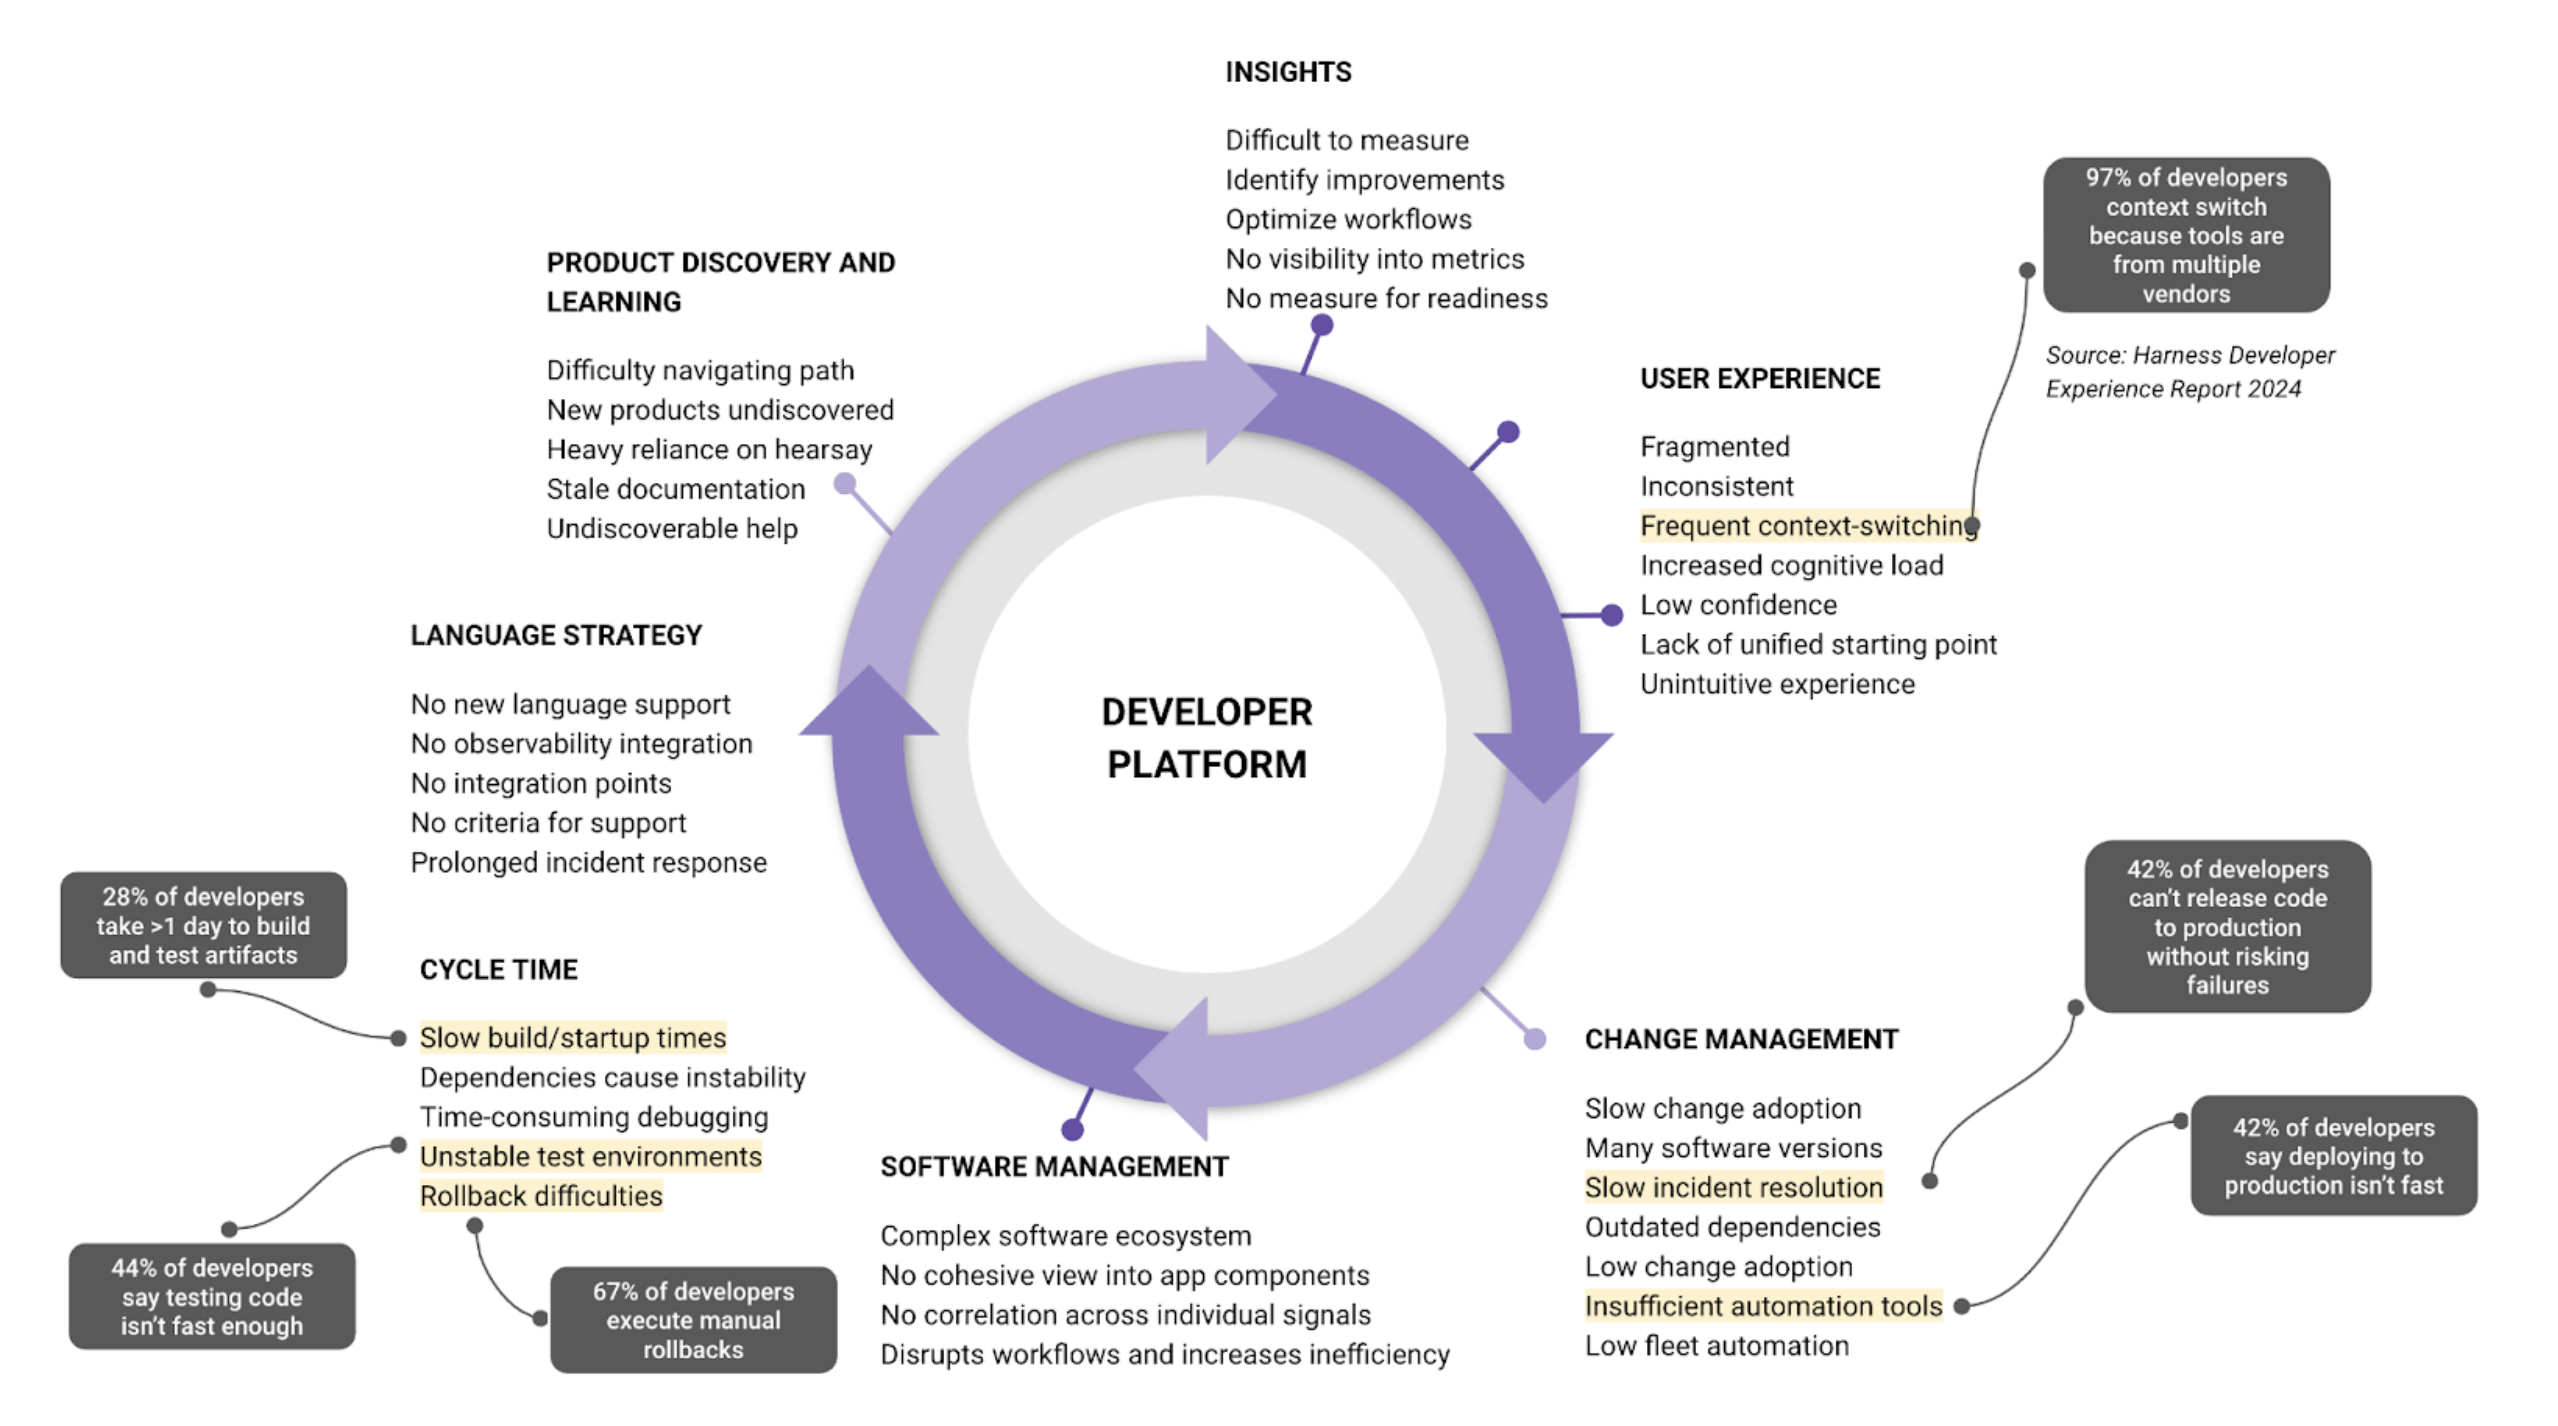 INSIGHTS
Difficult to measure
Identify improvements
Optimize workflows
No visibility into metrics
No measure for readiness
97% of developers
context switch
because tools are
from multiple
vendors
Source: Harness Developer
Experience Report 2024
USER EXPERIENCE
Fragmented
Inconsistent
Frequent context-switching
Increased cognitive load
Low confidence
Lack of unified starting point
Unintuitive experience
PRODUCT DISCOVERY AND
LEARNING
Difficulty navigating path
New products undiscovered
Heavy reliance on hearsay
Stale documentation
Undiscoverable help
LANGUAGE STRATEGY
No new language support
No observability integration
No integration points
No criteria for support
Prolonged incident response
DEVELOPER
PLATFORM
28% of developers
take >1 day to build
and test artifacts
CYCLE TIME
Slow build/startup times
Dependencies cause instability
Time-consuming debugging
Unstable test environments
Rollback difficulties
44% of developers
say testing code
isn't fast enough
67% of developers
execute manual
rollbacks
SOFTWARE MANAGEMENT
Complex software ecosystem
No cohesive view into app components
No correlation across individual signals
Disrupts workflows and increases inefficiency
CHANGE MANAGEMENT
Slow change adoption
Many software versions
Slow incident resolution
Outdated dependencies
Low change adoption
Insufficient automation tools
Low fleet automation
42% of developers
can't release code
to production
without risking
failures
42% of developers
say deploying to
production isn't fast